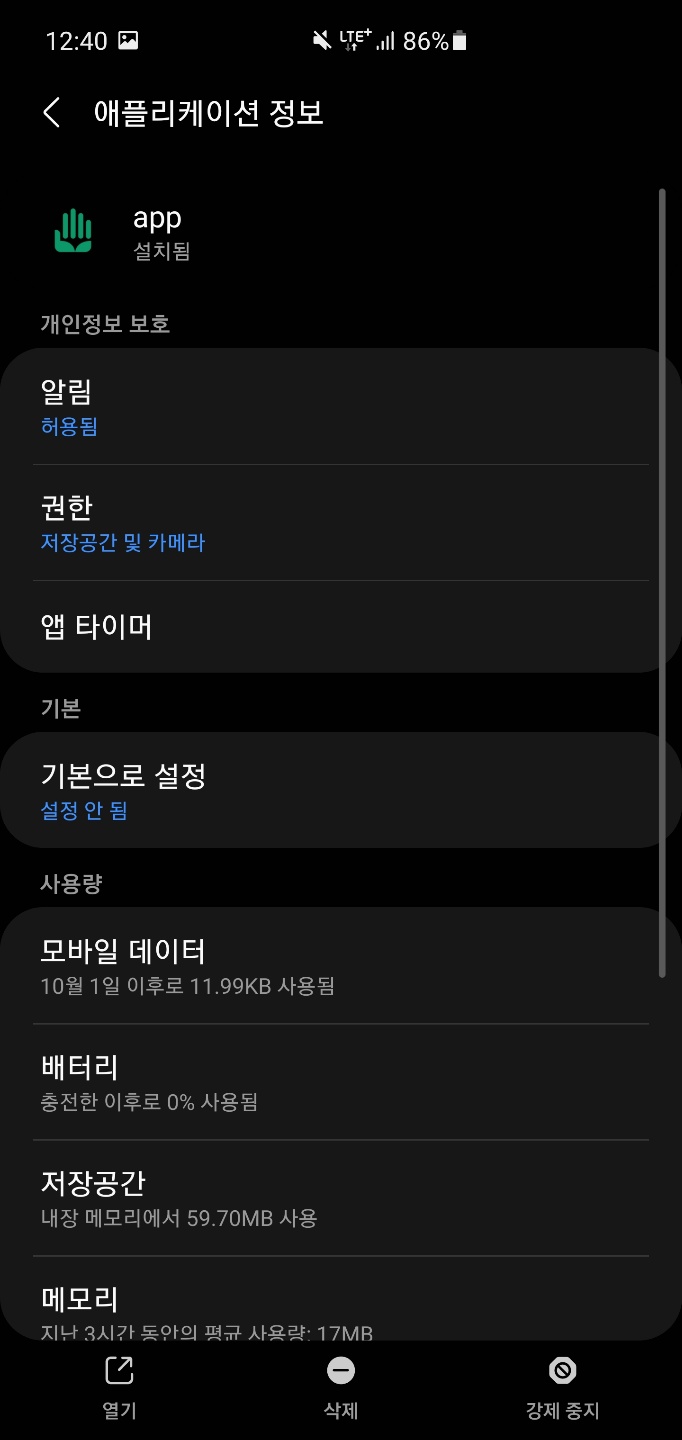 12:40 LTE+ 86%
애플리케이션 정보
app
설치됨
개인정보 보호
알림
허용됨
권한
저장공간 및 카메라
앱 타이머
기본
기본으로 설정
설정 안 됨
사용량
모바일 데이터
10월 1일 이후로 11.99KB 사용됨
배터리
충전한 이후로 0% 사용됨
저장공간
내장 메모리에서 59.70MB 사용
메모리
지난 3시간 동안의 평균 사용량: 17MB
열기 삭제 강제 중지